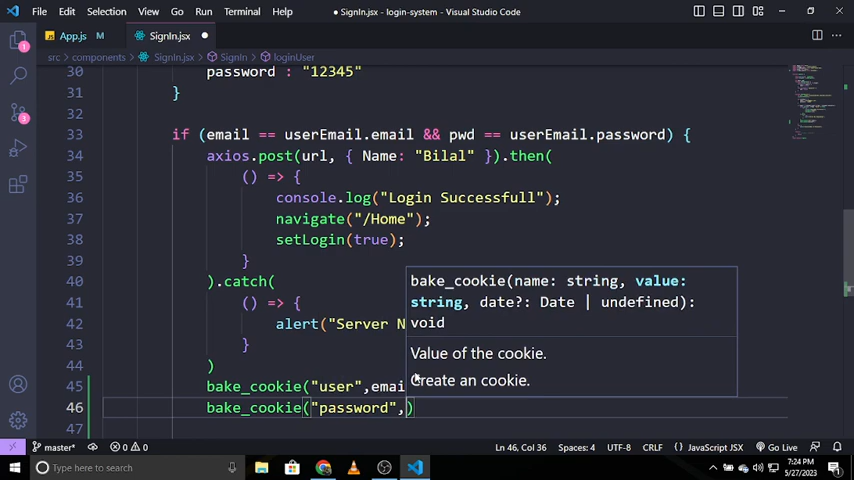 File Edit Selection View Go Run Terminal Help SignIn.jsx - login-system - Visual Studio Code
JS App.js M SignIn.jsx
src > components > SignIn.jsx > SignIn > loginUser
30 password : "12345"
31 }
32
33 if (email == userEmail.email && pwd == userEmail.password) {
34 axios.post(url, { Name: "Bilal" }).then(
35 () => {
36 console.log("Login Successfull");
37 navigate("/Home");
38 setLogin(true);
39 }
40 ).catch(
41 () => {
42 alert("Server N
43 }
44 )
45 bake_cookie("user",emai
46 bake_cookie("password",)
47
bake_cookie(name: string, value:
string, date?: Date | undefined):
void
Value of the cookie.
Create an cookie.
1
3
master* 0 0 Ln 46, Col 36 Spaces: 4 UTF-8 CRLF {} JavaScript JSX Go Live
Type here to search
7:24 PM
5/27/2023